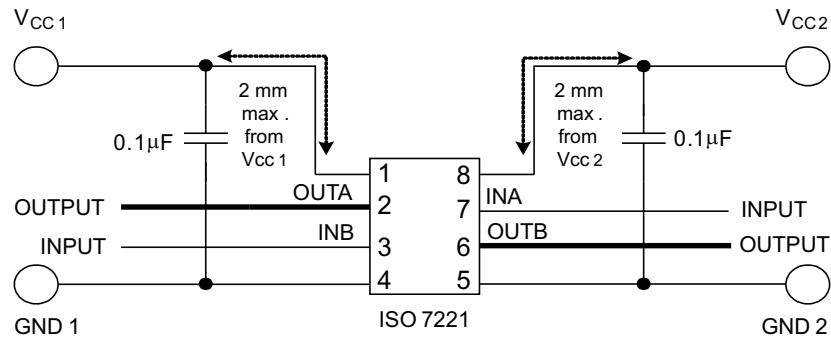 VCC 1
VCC 2
2 mm
max .
from
Vcc 1
2 mm
max .
from
Vcc 2
0.1μF
0.1μF
1
8
OUTPUT
OUTA
2
7
INA
INPUT
INPUT
INB
3
6
OUTB
OUTPUT
4
5
GND 1
ISO 7221
GND 2